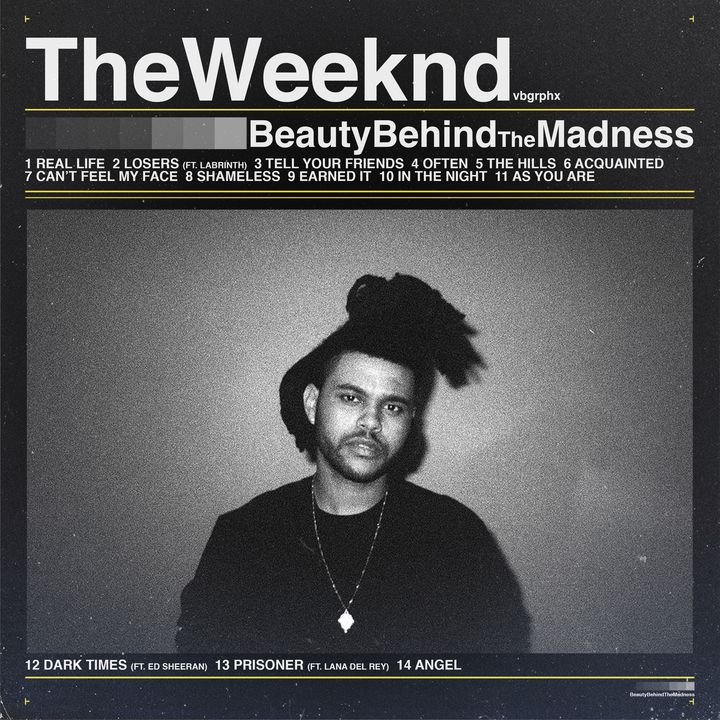 TheWeeknd vbgrphx
BeautyBehindTheMadness
1 REAL LIFE 2 LOSERS (FT. LABRINTH) 3 TELL YOUR FRIENDS 4 OFTEN 5 THE HILLS 6 ACQUAINTED
7 CAN'T FEEL MY FACE 8 SHAMELESS 9 EARNED IT 10 IN THE NIGHT 11 AS YOU ARE
12 DARK TIMES (FT. ED SHEERAN) 13 PRISONER (FT. LANA DEL REY) 14 ANGEL
BeautyBehindTheMadness